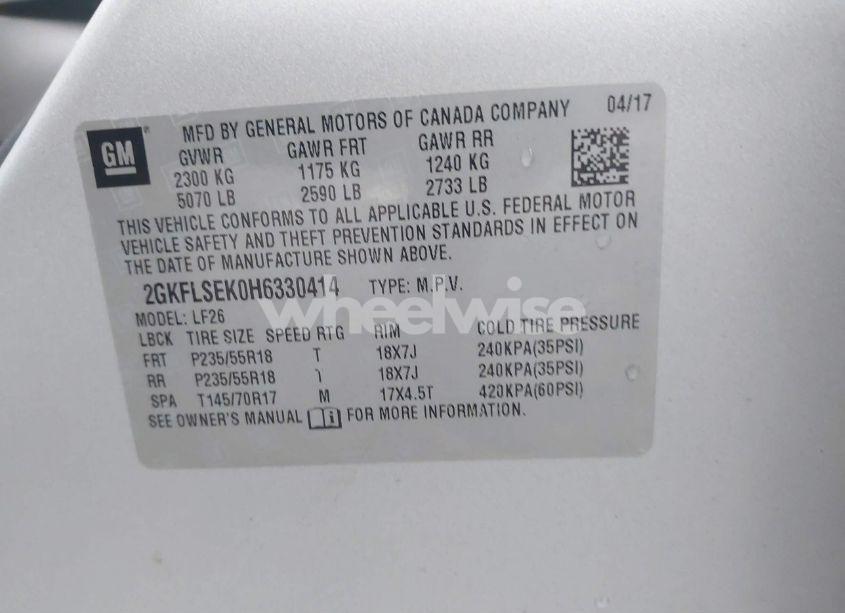 MFD BY GENERAL MOTORS OF CANADA COMPANY 04/17
GM
GVWR GAWR FRT GAWR RR
2300 KG 1175 KG 1240 KG
5070 LB 2590 LB 2733 LB
THIS VEHICLE CONFORMS TO ALL APPLICABLE U.S. FEDERAL MOTOR
VEHICLE SAFETY AND THEFT PREVENTION STANDARDS IN EFFECT ON
THE DATE OF MANUFACTURE SHOWN ABOVE.
2GKFLSEK0H6330414 TYPE: M.P.V.
wheelwise
MODEL: LF26
LBCK TIRE SIZE SPEED RTG RIM COLD TIRE PRESSURE
FRT P235/55R18 T 18X7J 240KPA(35PSI)
RR P235/55R18 18X7J 240KPA(35PSI)
SPA T145/70R17 M 17X4.5T 420KPA(60PSI)
SEE OWNER'S MANUAL i FOR MORE INFORMATION.